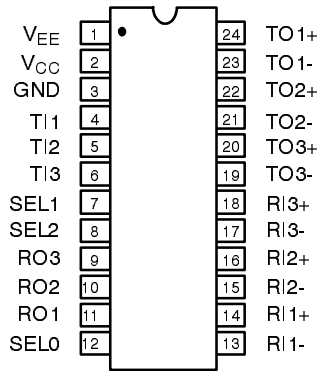 VEE 1 24 TO1+
VCC 2 23 TO1-
GND 3 22 TO2+
TI1 4 21 TO2-
TI2 5 20 TO3+
TI3 6 19 TO3-
SEL1 7 18 RI3+
SEL2 8 17 RI3-
RO3 9 16 RI2+
RO2 10 15 RI2-
RO1 11 14 RI1+
SEL0 12 13 RI1-